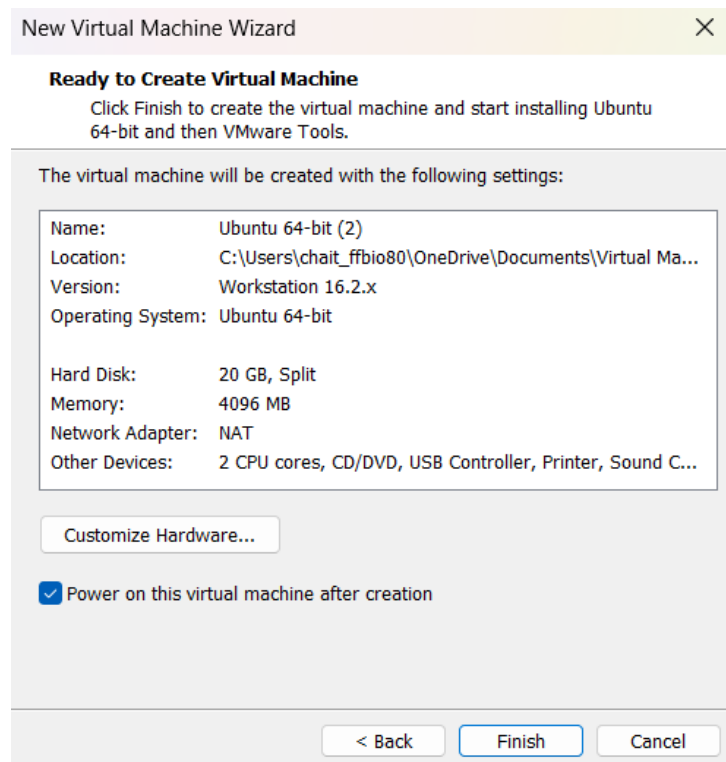 New Virtual Machine Wizard
Ready to Create Virtual Machine
Click Finish to create the virtual machine and start installing Ubuntu
64-bit and then VMware Tools.
The virtual machine will be created with the following settings:
Name: Ubuntu 64-bit (2)
Location: C:\Users\chait_ffbio80\OneDrive\Documents\Virtual Ma...
Version: Workstation 16.2.x
Operating System: Ubuntu 64-bit
Hard Disk: 20 GB, Split
Memory: 4096 MB
Network Adapter: NAT
Other Devices: 2 CPU cores, CD/DVD, USB Controller, Printer, Sound C...
Customize Hardware...
Power on this virtual machine after creation
< Back Finish Cancel